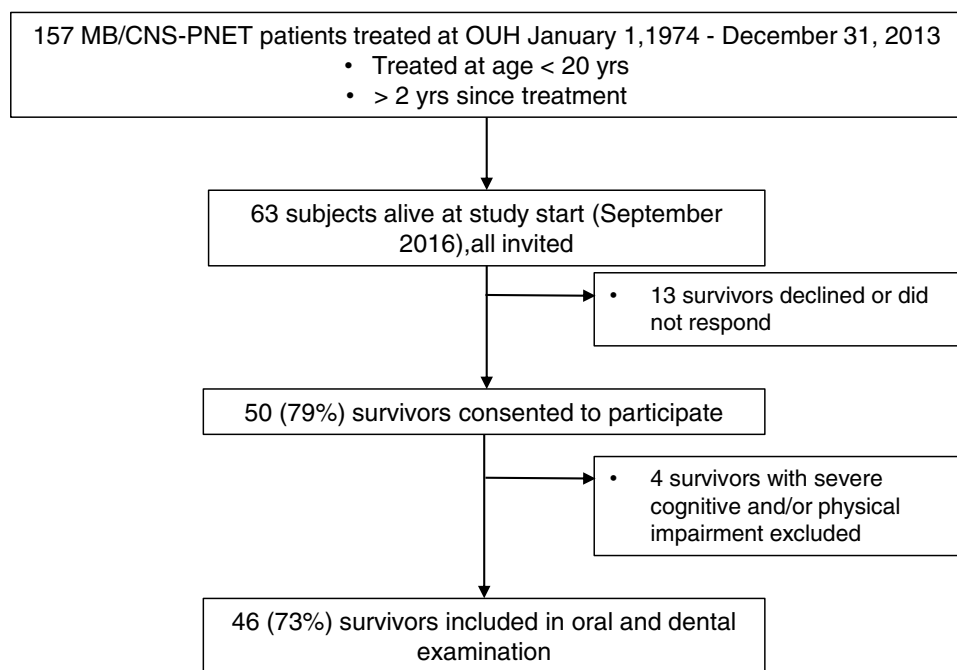 157 MB/CNS-PNET patients treated at OUH January 1,1974 - December 31, 2013
• Treated at age < 20 yrs
• > 2 yrs since treatment
63 subjects alive at study start (September
2016),all invited
• 13 survivors declined or did
not respond
50 (79%) survivors consented to participate
• 4 survivors with severe
cognitive and/or physical
impairment excluded
46 (73%) survivors included in oral and dental
examination